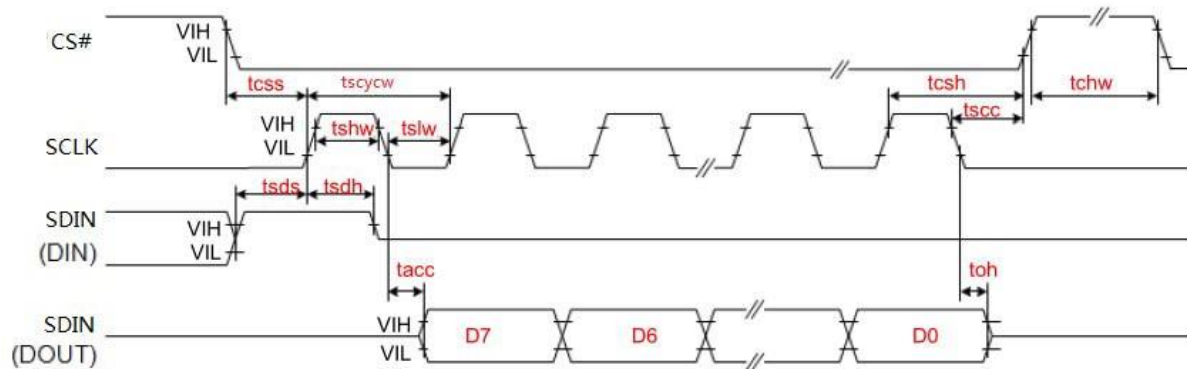 CS#
VIH
VIL
tcss
tscycw
tcsh
tchw
tscc
SCLK
VIH
VIL
tshw
tslw
tsds
tsdh
SDIN
(DIN)
VIH
VIL
tacc
toh
SDIN
(DOUT)
VIH
VIL
D7
D6
D0